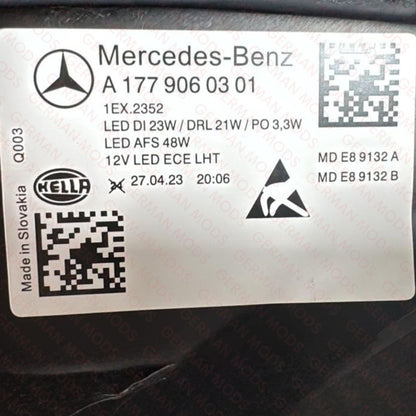 Mercedes-Benz
A 177 906 03 01
1EX.2352
LED DI 23W / DRL 21W / PO 3,3W
LED AFS 48W
12V LED ECE LHT
MD E8 9132 A
HELLA
27.04.23 20:06
MD E8 9132 B
Q003
Made in Slovakia
GERMAN-MODS